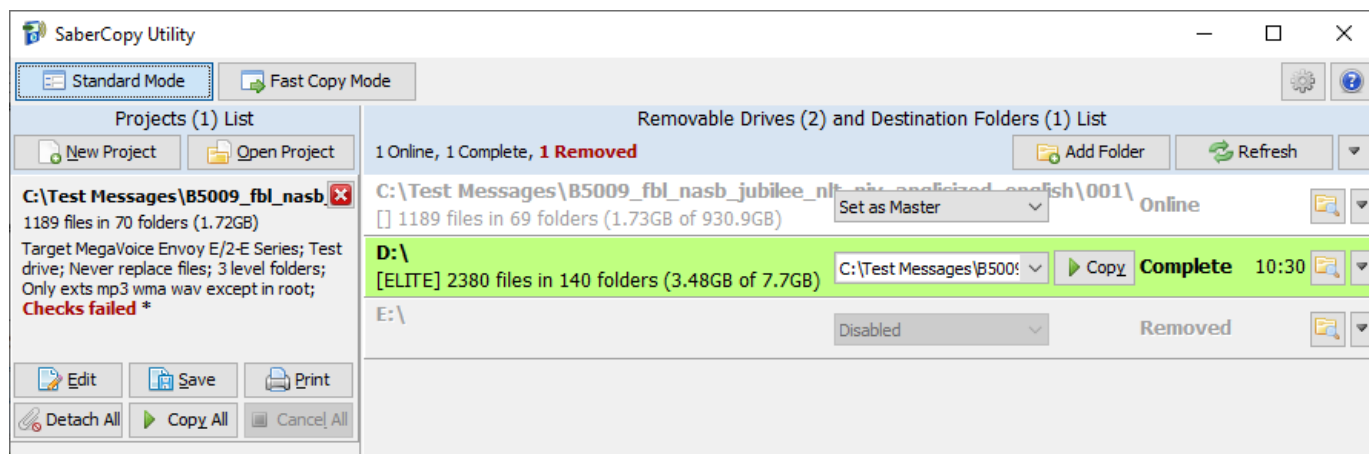 SaberCopy Utility
Standard Mode
Fast Copy Mode
Projects (1) List
New Project
Open Project
C:\Test Messages\B5009_fbl_nasb_
1189 files in 70 folders (1.72GB)
Target MegaVoice Envoy E/2-E Series; Test
drive; Never replace files; 3 level folders;
Only exts mp3 wma wav except in root;
Checks failed *
Edit
Save
Print
Detach All
Copy All
Cancel All
Removable Drives (2) and Destination Folders (1) List
1 Online, 1 Complete, 1 Removed
Add Folder
Refresh
C:\Test Messages\B5009_fbl_nasb_jubilee_nlt_niv_anglisized_english\001\
[] 1189 files in 69 folders (1.73GB of 930.9GB)
Set as Master
Online
D:\
[ELITE] 2380 files in 140 folders (3.48GB of 7.7GB)
C:\Test Messages\B500
Copy
Complete
10:30
E:\
Disabled
Removed